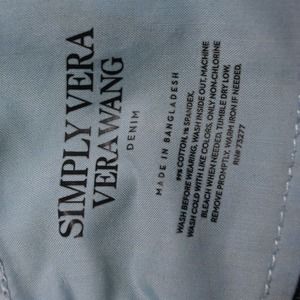 SIMPLY VERA
VERAWANG
DENIM
MADE IN BANGLADESH
99% COTTON, 1% SPANDEX.
WASH BEFORE WEARING. WASH INSIDE OUT, MACHINE
WASH COLD WITH LIKE COLORS, ONLY NON-CHLORINE
BLEACH WHEN NEEDED, TUMBLE DRY LOW,
REMOVE PROMPTLY, WARM IRON IF NEEDED.
RN# 73277